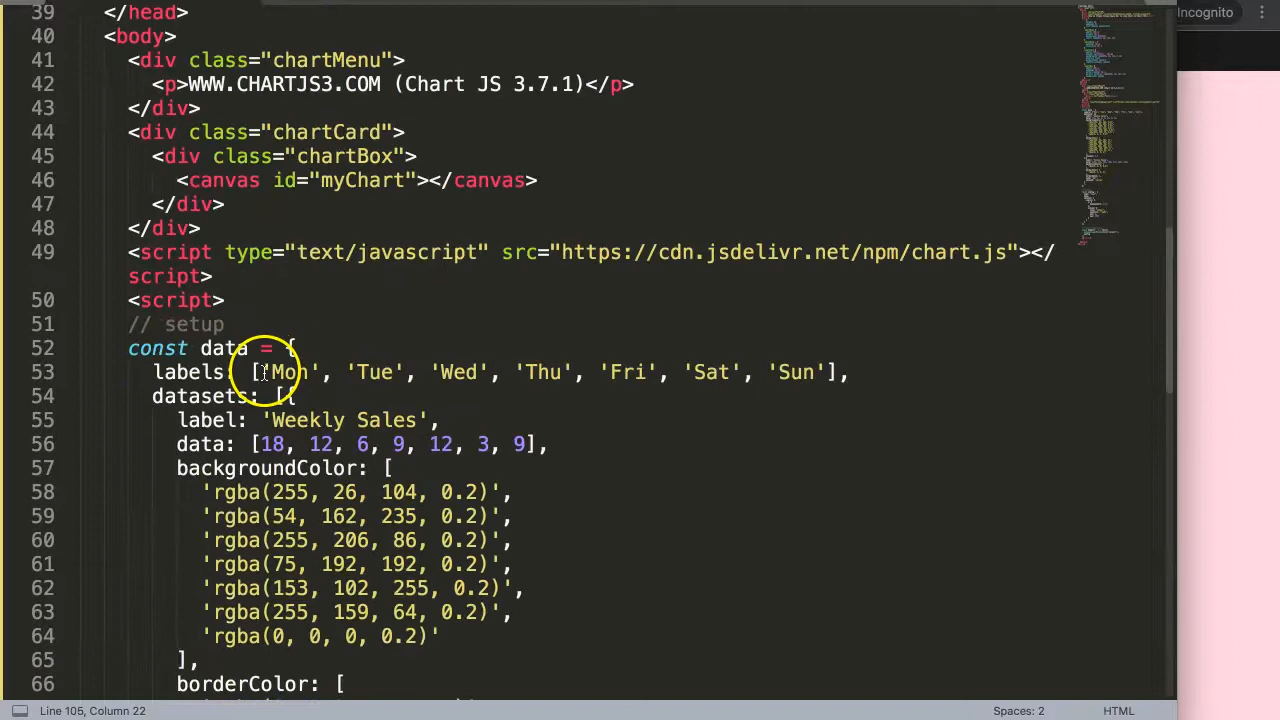 Incognito
39 </head>
40 <body>
41 <div class="chartMenu">
42 <p>WWW.CHARTJS3.COM (Chart JS 3.7.1)</p>
43 </div>
44 <div class="chartCard">
45 <div class="chartBox">
46 <canvas id="myChart"></canvas>
47 </div>
48 </div>
49 <script type="text/javascript" src="https://cdn.jsdelivr.net/npm/chart.js"></
script>
50 <script>
51 // setup
52 const data = {
53 labels: ['Mon', 'Tue', 'Wed', 'Thu', 'Fri', 'Sat', 'Sun'],
54 datasets: [{
55 label: 'Weekly Sales',
56 data: [18, 12, 6, 9, 12, 3, 9],
57 backgroundColor: [
58 'rgba(255, 26, 104, 0.2)',
59 'rgba(54, 162, 235, 0.2)',
60 'rgba(255, 206, 86, 0.2)',
61 'rgba(75, 192, 192, 0.2)',
62 'rgba(153, 102, 255, 0.2)',
63 'rgba(255, 159, 64, 0.2)',
64 'rgba(0, 0, 0, 0.2)'
65 ],
66 borderColor: [
Line 105, Column 22
Spaces: 2
HTML